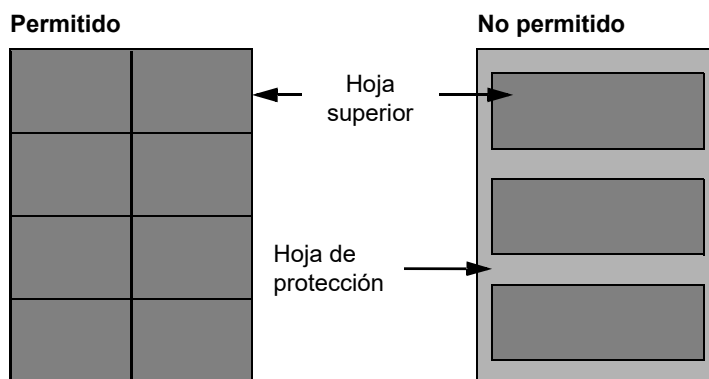 Permitido
No permitido
Hoja
superior
Hoja de
protección